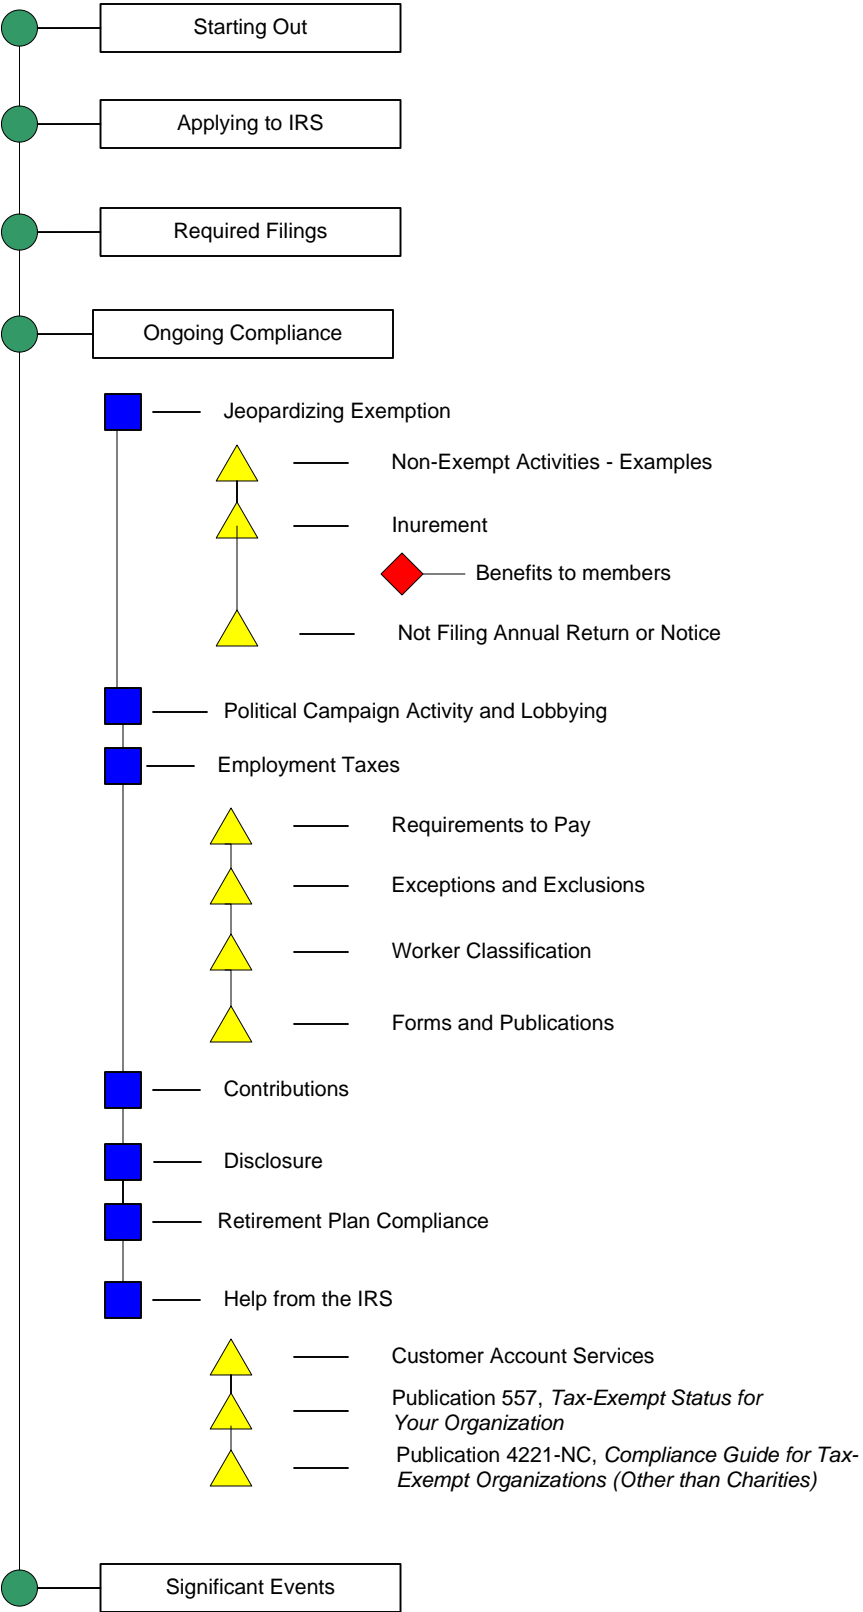 Starting Out
Applying to IRS
Required Filings
Ongoing Compliance
Jeopardizing Exemption
Non-Exempt Activities - Examples
Inurement
Benefits to members
Not Filing Annual Return or Notice
Political Campaign Activity and Lobbying
Employment Taxes
Requirements to Pay
Exceptions and Exclusions
Worker Classification
Forms and Publications
Contributions
Disclosure
Retirement Plan Compliance
Help from the IRS
Customer Account Services
Publication 557, Tax-Exempt Status for
Your Organization
Publication 4221-NC, Compliance Guide for Tax-
Exempt Organizations (Other than Charities)
Significant Events